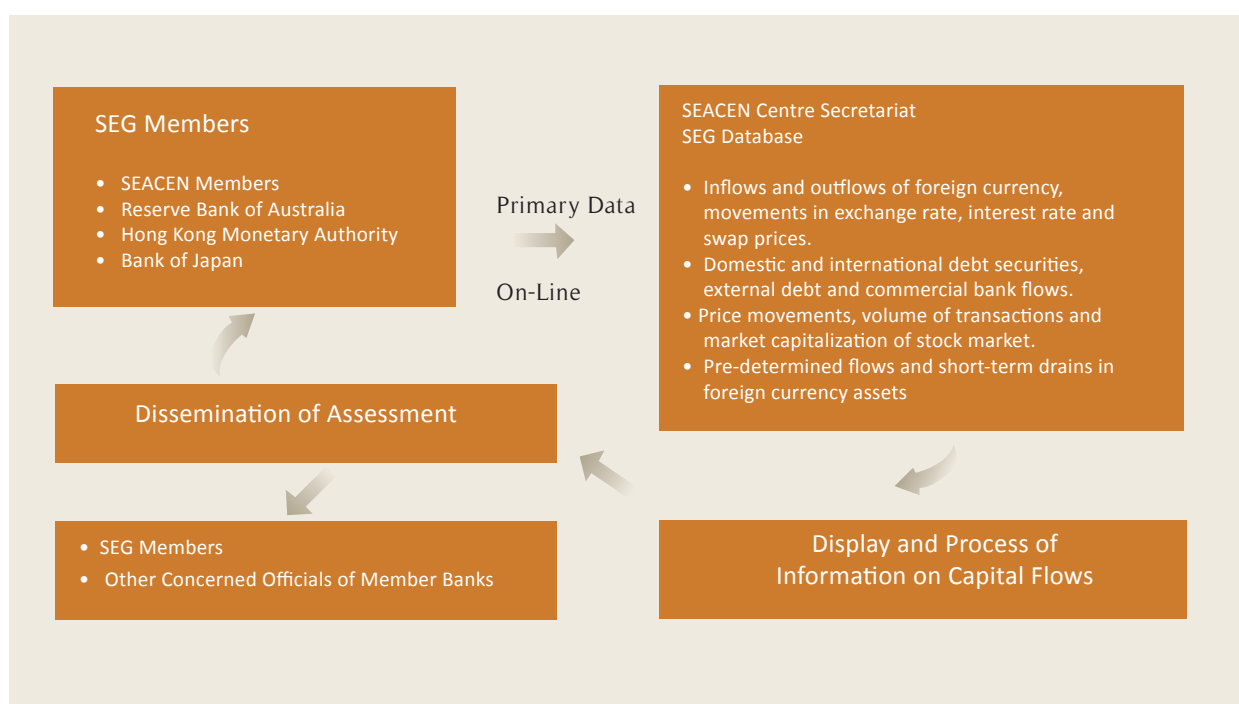 SEG Members
• SEACEN Members
• Reserve Bank of Australia
• Hong Kong Monetary Authority
• Bank of Japan
Primary Data
On-Line
SEACEN Centre Secretariat
SEG Database
• Inflows and outflows of foreign currency,
movements in exchange rate, interest rate and
swap prices.
• Domestic and international debt securities,
external debt and commercial bank flows.
• Price movements, volume of transactions and
market capitalization of stock market.
• Pre-determined flows and short-term drains in
foreign currency assets
Display and Process of
Information on Capital Flows
Dissemination of Assessment
• SEG Members
• Other Concerned Officials of Member Banks